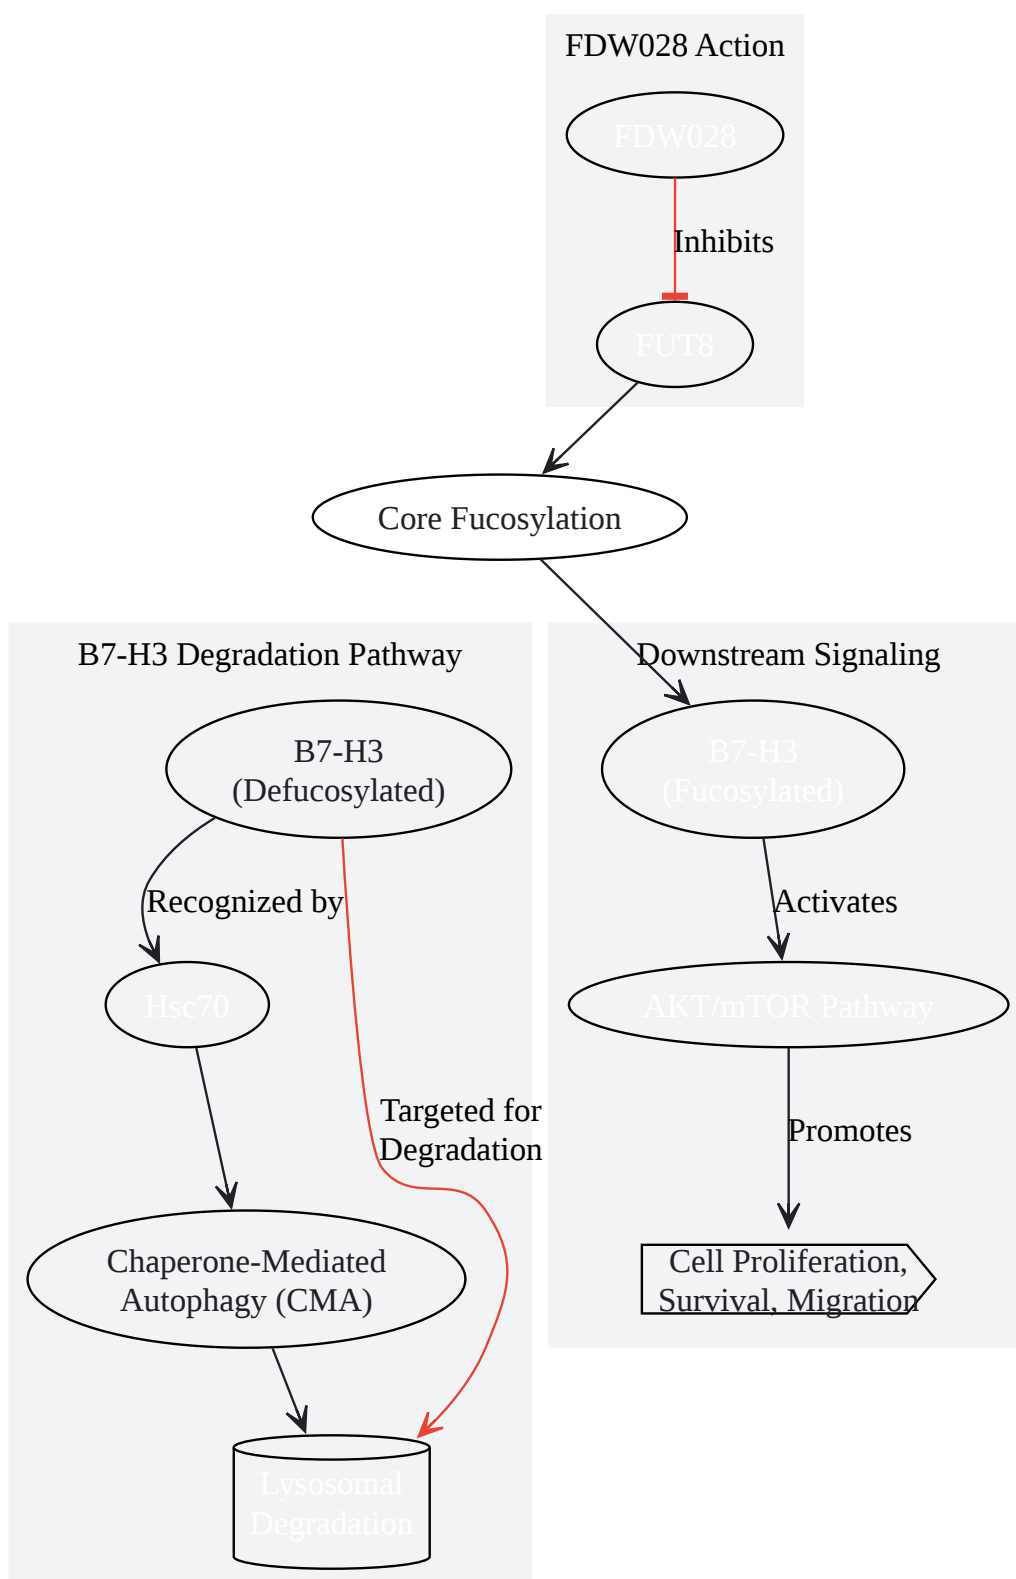 FDW028 Action
FDW028
Inhibits
FUT8
Core Fucosylation
B7-H3 Degradation Pathway
B7-H3
(Defucosylated)
Recognized by
Hsc70
Targeted for
Degradation
Chaperone-Mediated
Autophagy (CMA)
Lysosomal
Degradation
Downstream Signaling
B7-H3
(Fucosylated)
Activates
AKT/mTOR Pathway
Promotes
Cell Proliferation,
Survival, Migration